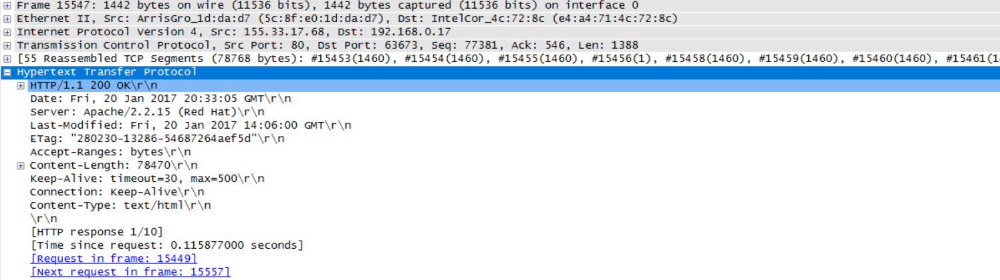 Frame 15547: 1442 bytes on wire (11536 bits), 1442 bytes captured (11536 bits) on interface 0
Ethernet II, Src: ArrisGro_1d:da:d7 (5c:8f:e0:1d:da:d7), Dst: IntelCor_4c:72:8c (e4:a4:71:4c:72:8c)
Internet Protocol Version 4, Src: 155.33.17.68, Dst: 192.168.0.17
Transmission Control Protocol, Src Port: 80, Dst Port: 63673, Seq: 77381, Ack: 546, Len: 1388
[55 Reassembled TCP Segments (78768 bytes): #15453(1460), #15454(1460), #15455(1460), #15456(1), #15458(1460), #15459(1460), #15460(1460), #15461(14
Hypertext Transfer Protocol
HTTP/1.1 200 OK\r\n
Date: Fri, 20 Jan 2017 20:33:05 GMT\r\n
Server: Apache/2.2.15 (Red Hat)\r\n
Last-Modified: Fri, 20 Jan 2017 14:06:00 GMT\r\n
ETag: "280230-13286-54687264aef5d"\r\n
Accept-Ranges: bytes\r\n
Content-Length: 78470\r\n
Keep-Alive: timeout=30, max=500\r\n
Connection: Keep-Alive\r\n
Content-Type: text/html\r\n
\r\n
[HTTP response 1/10]
[Time since request: 0.115877000 seconds]
[Request in frame: 15449]
[Next request in frame: 15557]